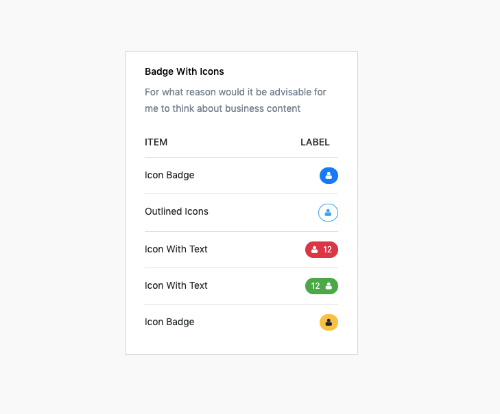 Badge With Icons
For what reason would it be advisable for
me to think about business content
ITEM LABEL
Icon Badge
Outlined Icons
Icon With Text 12
Icon With Text 12
Icon Badge